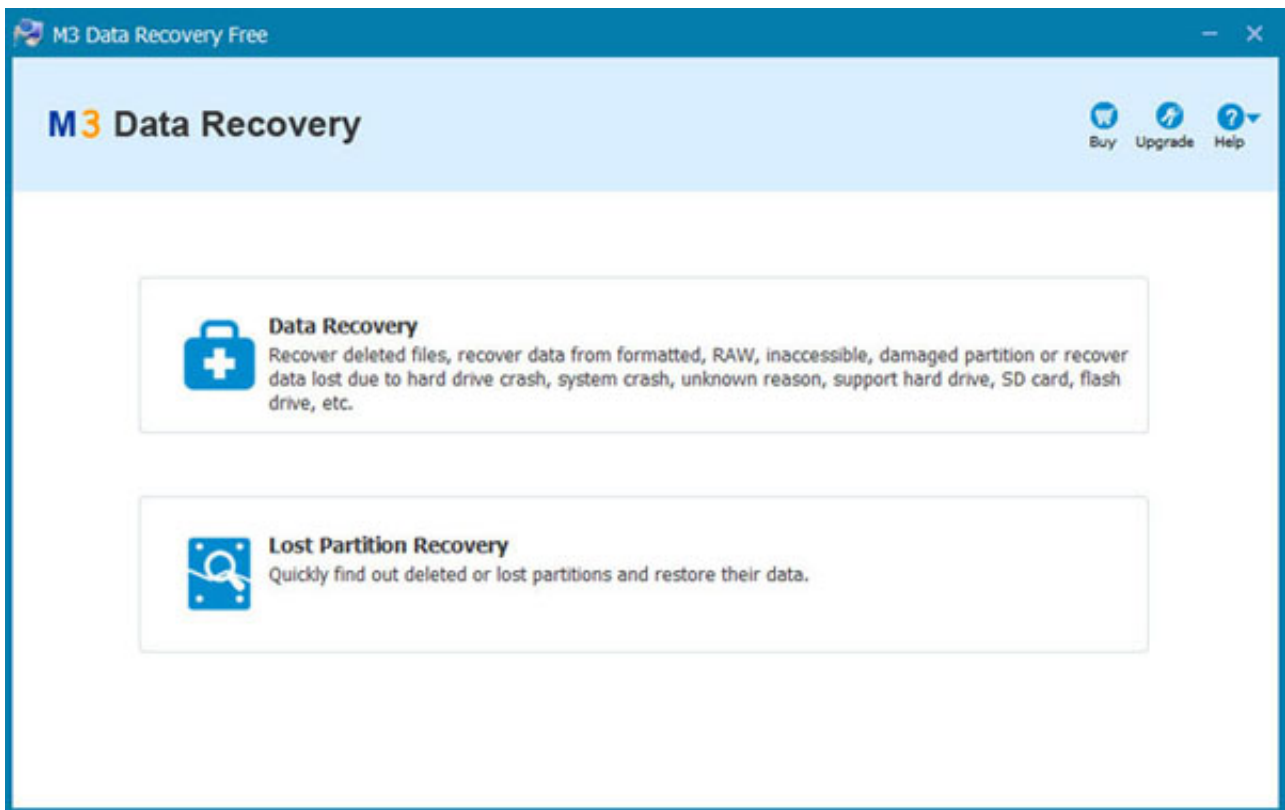 M3 Data Recovery Free
M3 Data Recovery
Buy Upgrade Help
Data Recovery
Recover deleted files, recover data from formatted, RAW, inaccessible, damaged partition or recover
data lost due to hard drive crash, system crash, unknown reason, support hard drive, SD card, flash
drive, etc.
Lost Partition Recovery
Quickly find out deleted or lost partitions and restore their data.